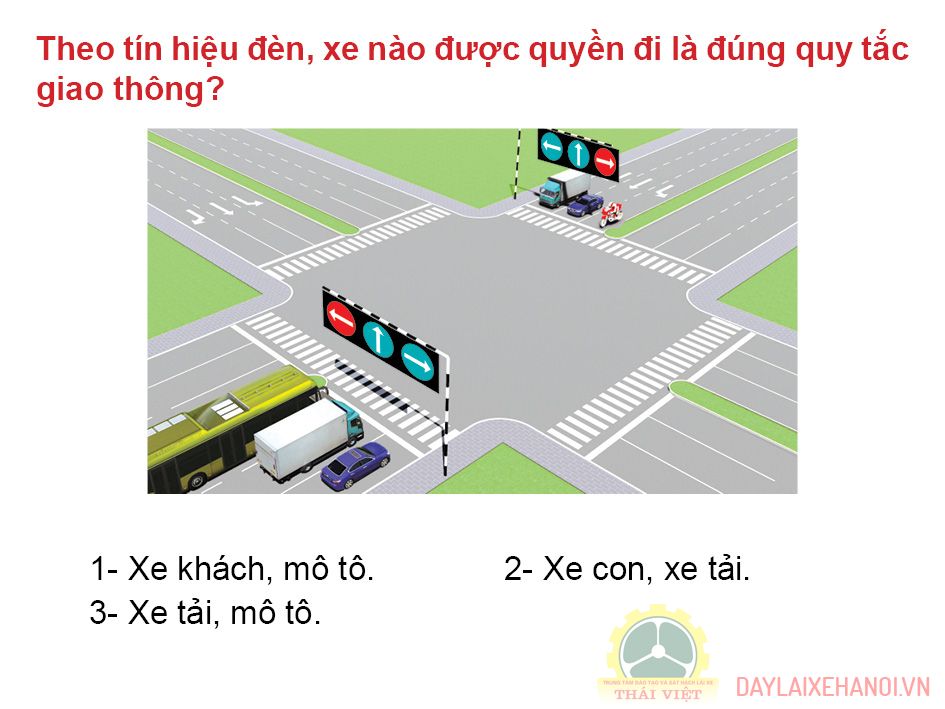 Theo tín hiệu đèn, xe nào được quyền đi là đúng quy tắc
giao thông?
1- Xe khách, mô tô. 2- Xe con, xe tải.
3- Xe tải, mô tô.
TRUNG TÂM ĐÀO TẠO VÀ SÁT HẠCH LÁI XE
THÁI VIỆT
DAYLAIXEHANOI.VN